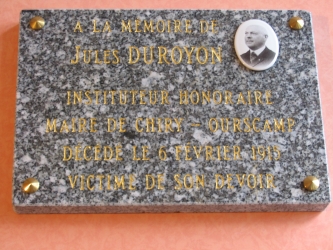 A LA MÉMOIRE DE
JULES DUROYON
INSTITUTEUR HONORAIRE
MAIRE DE CHIRY - OURSCAMP
DÉCÉDÉ LE 6 FÉVRIER 1915
VICTIME DE SON DEVOIR